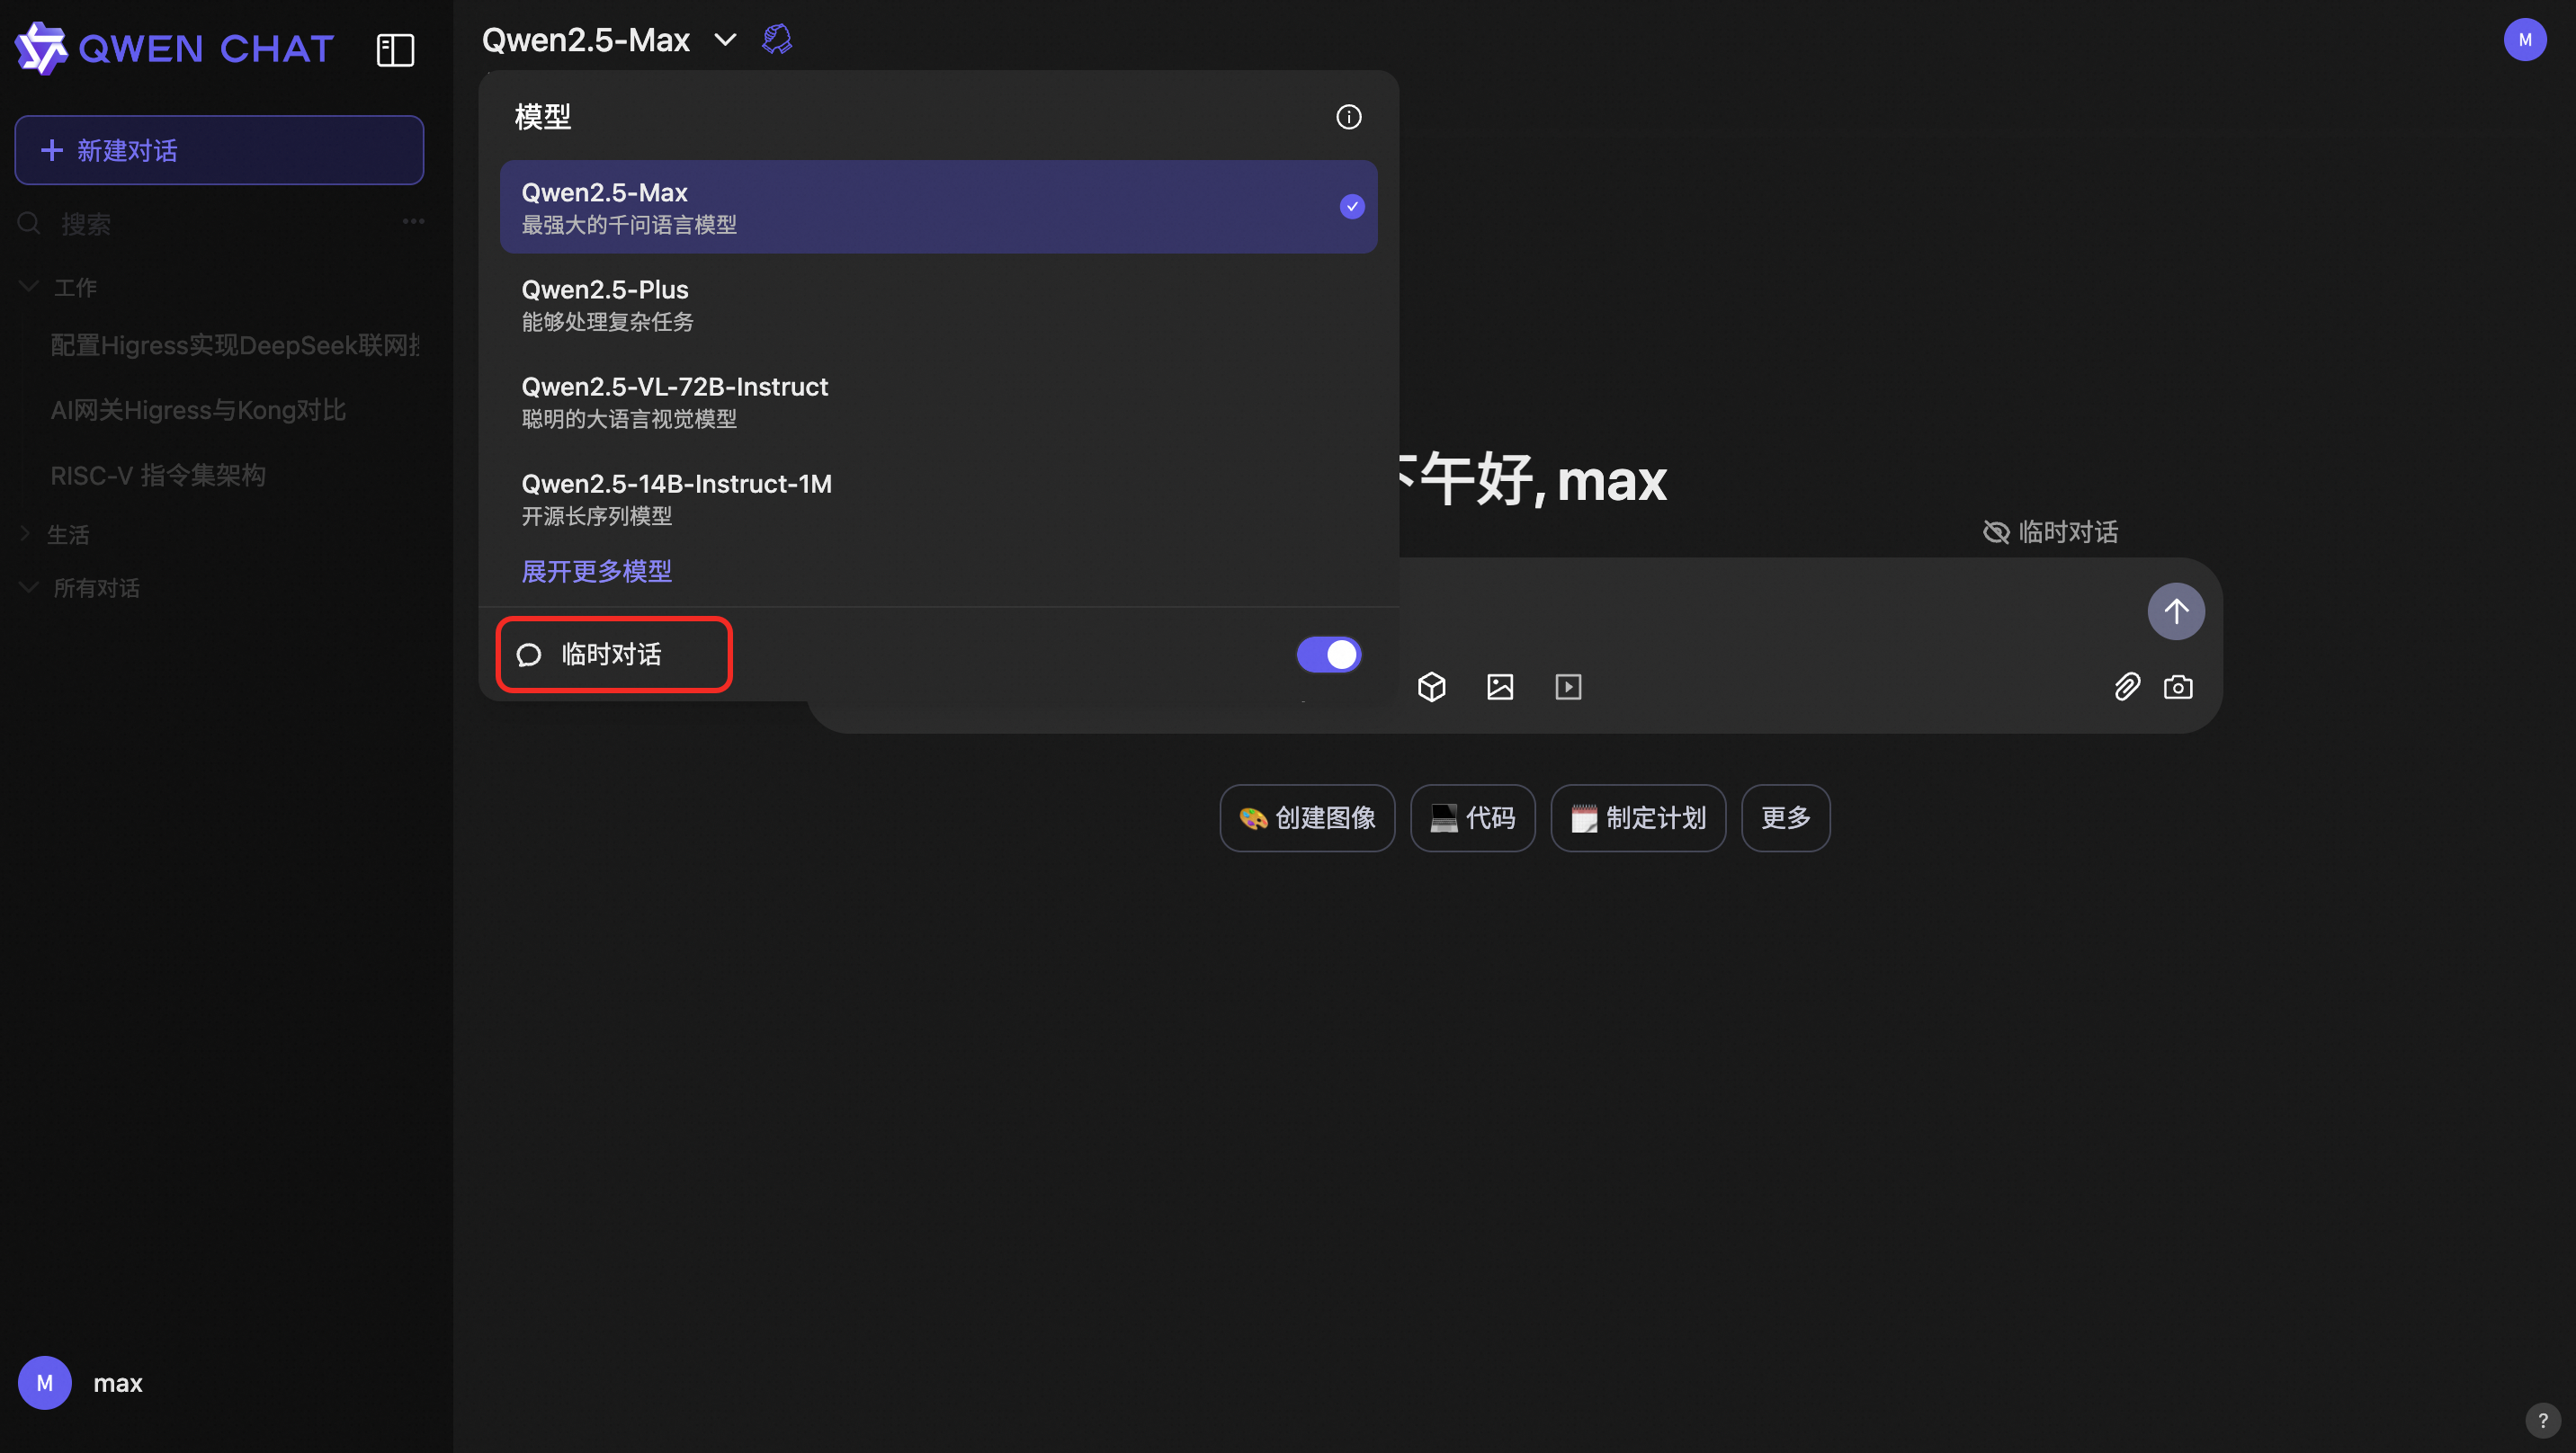 QWEN CHAT
新建对话
搜索
工作
配置Higress实现DeepSeek联网
AI网关Higress与Kong对比
RISC-V 指令集架构
生活
所有对话
M
max
Qwen2.5-Max
M
模型
Qwen2.5-Max
最强大的千问语言模型
Qwen2.5-Plus
能够处理复杂任务
Qwen2.5-VL-72B-Instruct
聪明的大语言视觉模型
Qwen2.5-14B-Instruct-1M
开源长序列模型
展开更多模型
临时对话
下午好, max
临时对话
创建图像
代码
制定计划
更多
?